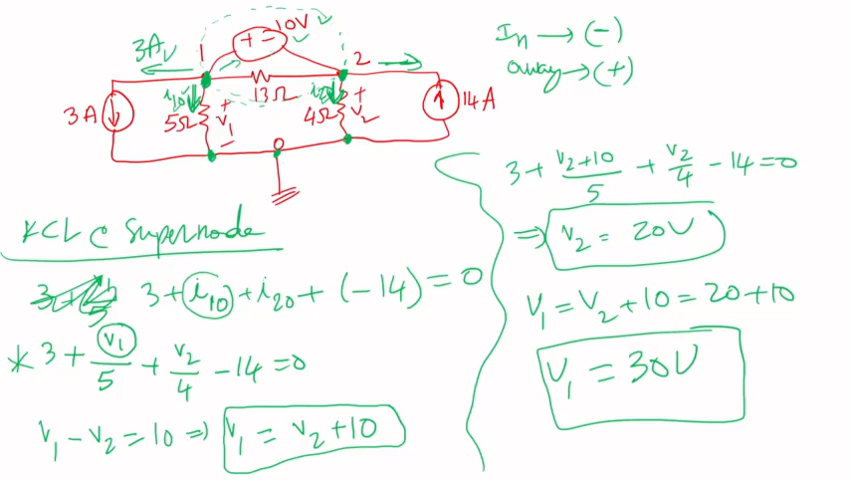 + − 10V
3A
1
2
13Ω
3A
i10
5Ω
+
V1
−
i20
4Ω
+
V2
14A
0
In → (−)
away → (+)
KCL @ Supernode
3 + i10 + i20 + (−14) = 0
* 3 + V1/5 + V2/4 − 14 = 0
V1 − V2 = 10 ⇒ V1 = V2 + 10
3 + V2+10/5 + V2/4 − 14 = 0
⇒ V2 = 20V
V1 = V2 + 10 = 20 + 10
V1 = 30V